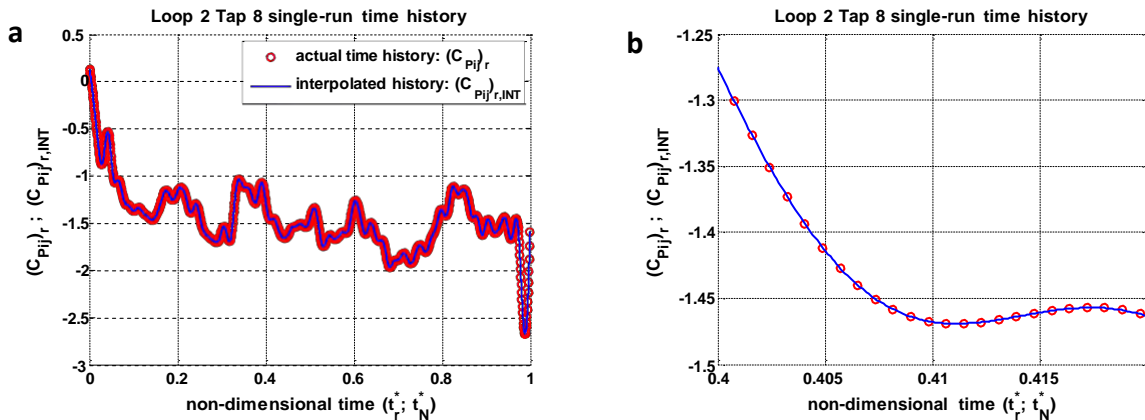 a
Loop 2 Tap 8 single-run time history
0.5
0
-0.5
-1
-1.5
-2
-2.5
-3
(C_Pij)_r ; (C_Pij)_r,INT
actual time history: (C_Pij)_r
interpolated history: (C_Pij)_r,INT
0 0.2 0.4 0.6 0.8 1
non-dimensional time (t*_r; t*_N)
b
Loop 2 Tap 8 single-run time history
-1.25
-1.3
-1.35
-1.4
-1.45
-1.5
(C_Pij)_r ; (C_Pij)_r,INT
0.4 0.405 0.41 0.415
non-dimensional time (t*_r; t*_N)